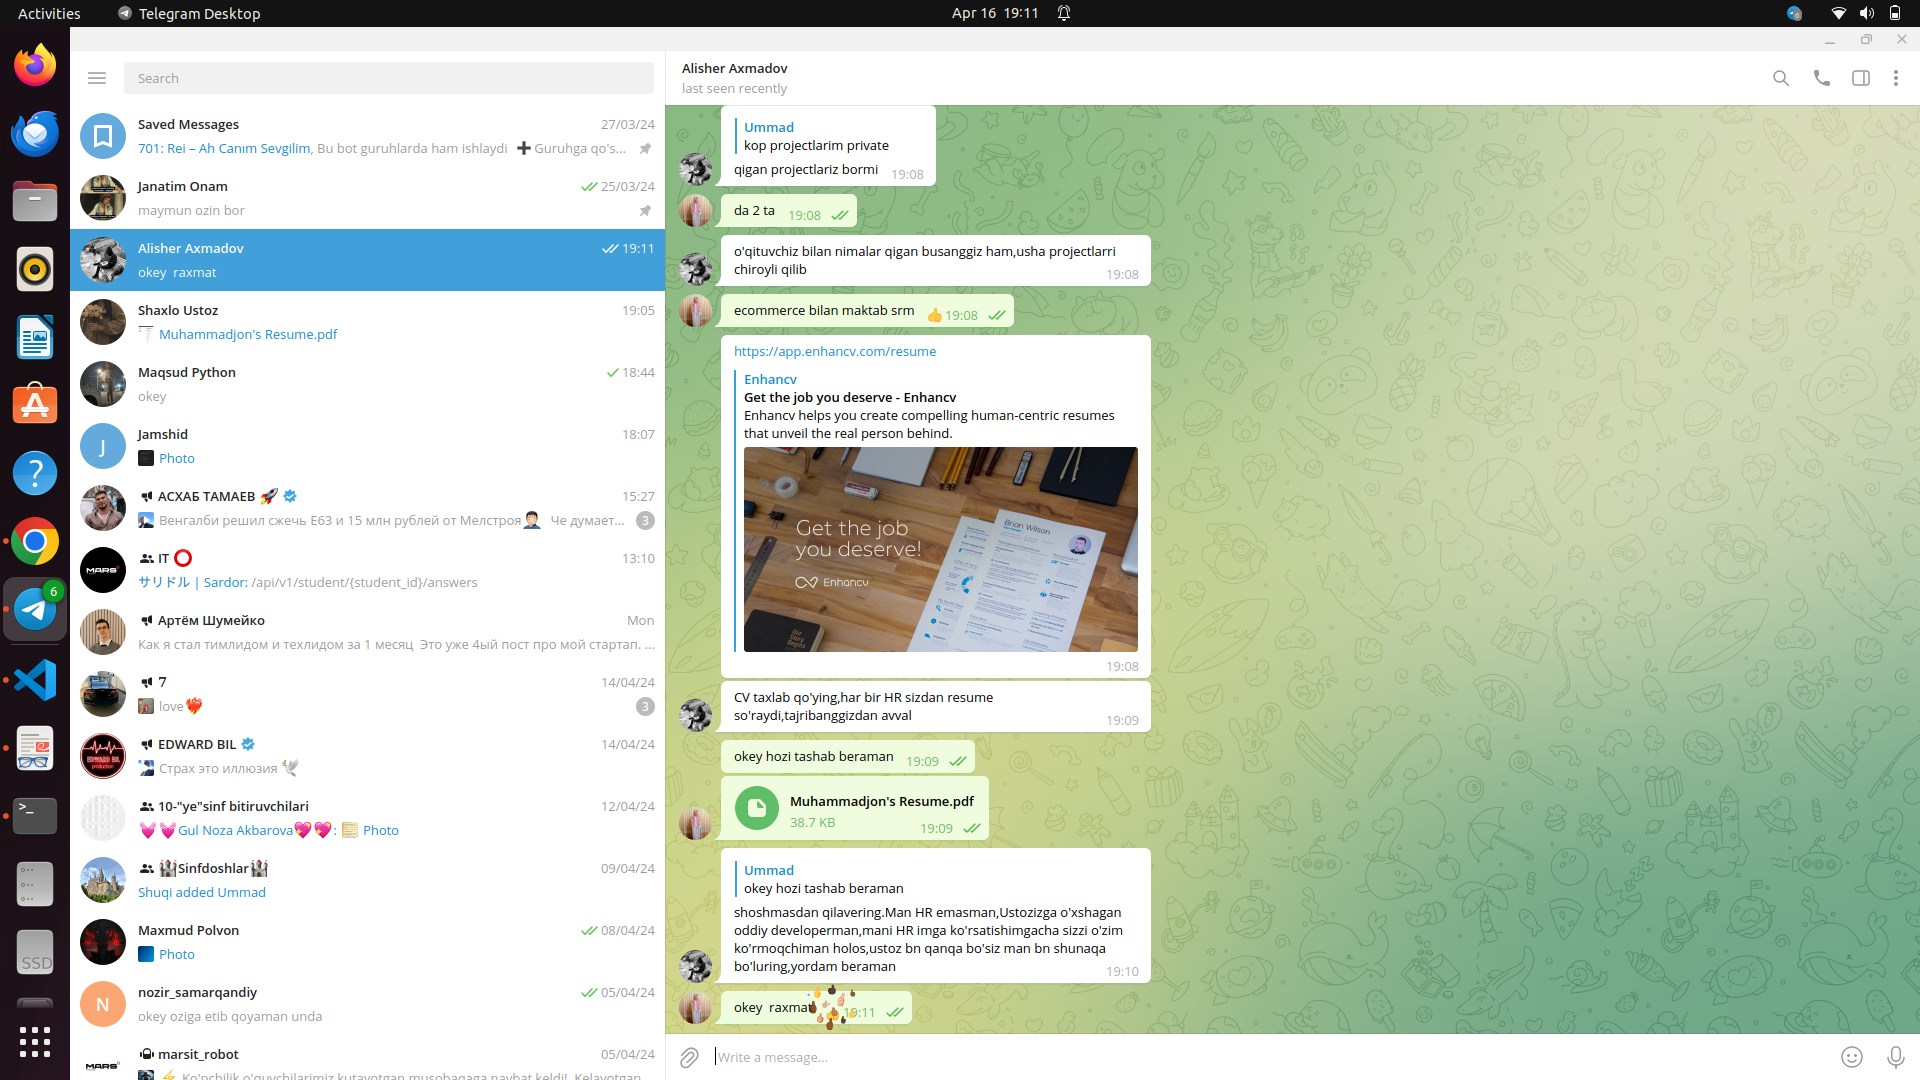 Activities
Telegram Desktop
Apr 16 19:11
Search
Saved Messages
27/03/24
701: Rei – Ah Canım Sevgilim, Bu bot guruhlarda ham ishlaydi ➕ Guruhga qo's...
Janatim Onam
25/03/24
maymun ozin bor
Alisher Axmadov
19:11
okey raxmat
Shaxlo Ustoz
19:05
Muhammadjon's Resume.pdf
Maqsud Python
18:44
okey
J
Jamshid
18:07
Photo
АСХАБ ТАМАЕВ 🚀
15:27
Венгалби решил сжечь Е63 и 15 млн рублей от Мелстроя🤦🏻‍♂️ Че думает...
3
MARS
IT ⭕
13:10
サリドル | Sardor: /api/v1/student/{student_id}/answers
Артём Шумейко
Mon
Как я стал тимлидом и техлидом за 1 месяц Это уже 4ый пост про мой стартап. ...
7
14/04/24
love❤️‍🔥
3
EDWARD BIL
14/04/24
Страх это иллюзия 🕊
EDWARD BIL
production
10-"ye"sinf bitiruvchilari
12/04/24
💓💓Gul Noza Akbarova💖💖: Photo
🏰Sinfdoshlar🏰
09/04/24
Shuqi added Ummad
Maxmud Polvon
08/04/24
Photo
N
nozir_samarqandiy
05/04/24
okey oziga etib qoyaman unda
MARS
marsit_robot
05/04/24
⚡ Ko'pchilik o'quvchilarimiz kutayotgan musobaqaga navbat keldi! Kelayotgan
6
SSD
Alisher Axmadov
last seen recently
Ummad
kop projectlarim private
qigan projectlariz bormi
19:08
da 2 ta
19:08
o'qituvchiz bilan nimalar qigan busanggiz ham,usha projectlarri
chiroyli qilib
19:08
ecommerce bilan maktab srm
👍 19:08
https://app.enhancv.com/resume
Enhancv
Get the job you deserve - Enhancv
Enhancv helps you create compelling human-centric resumes
that unveil the real person behind.
Get the job
you deserve!
Enhancv
Brian Wilson
19:08
CV taxlab qo'ying,har bir HR sizdan resume
so'raydi,tajribanggizdan avval
19:09
okey hozi tashab beraman
19:09
Muhammadjon's Resume.pdf
38.7 KB
19:09
Ummad
okey hozi tashab beraman
shoshmasdan qilavering.Man HR emasman,Ustozizga o'xshagan
oddiy developerman,mani HR imga ko'rsatishimgacha sizzi o'zim
ko'rmoqchiman holos,ustoz bn qanqa bo'siz man bn shunaqa
bo'luring,yordam beraman
19:10
okey raxmat
19:11
Write a message...